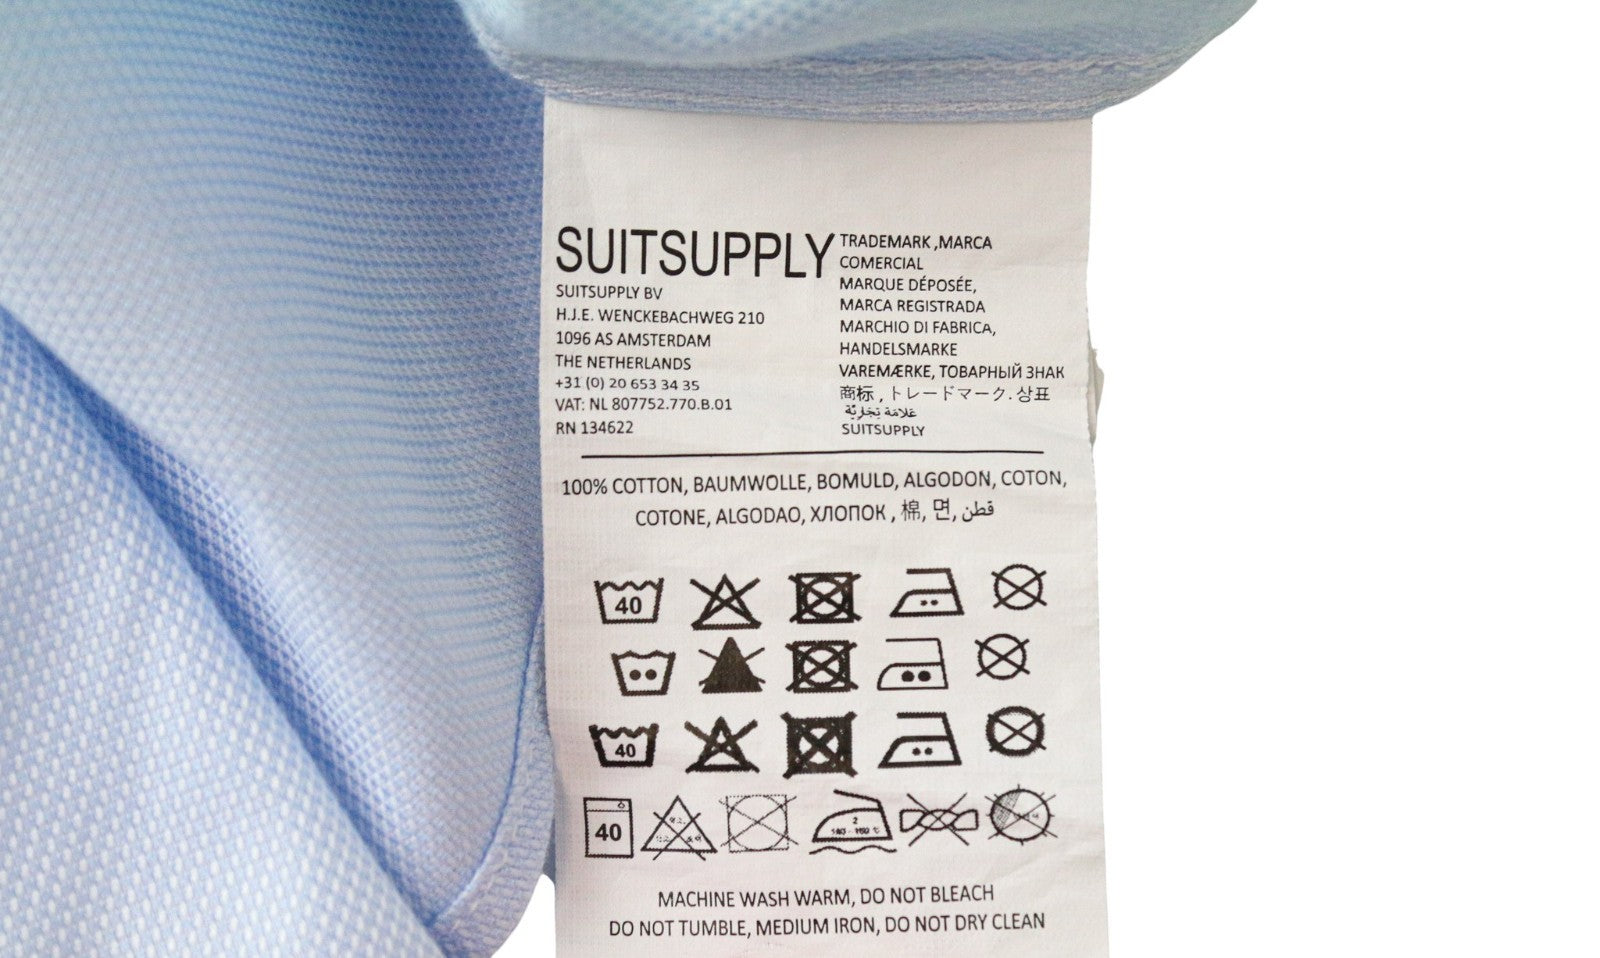 SUITSUPPLY
SUITSUPPLY BV
H.J.E. WENCKEBACHWEG 210
1096 AS AMSTERDAM
THE NETHERLANDS
+31 (0) 20 653 34 35
VAT: NL 807752.770.B.01
RN 134622
TRADEMARK ,MARCA
COMERCIAL
MARQUE DÉPOSÉE,
MARCA REGISTRADA
MARCHIO DI FABRICA,
HANDELSMARKE
VAREMÆRKE, ТОВАРНЫЙ ЗНАК
商标 , トレードマーク. 상표
عَلامَة تِجَارِيَّة
SUITSUPPLY
100% COTTON, BAUMWOLLE, BOMULD, ALGODON, COTON,
COTONE, ALGODAO, ХЛОПОК , 棉, 면, قطن
40
40
40
2
MACHINE WASH WARM, DO NOT BLEACH
DO NOT TUMBLE, MEDIUM IRON, DO NOT DRY CLEAN